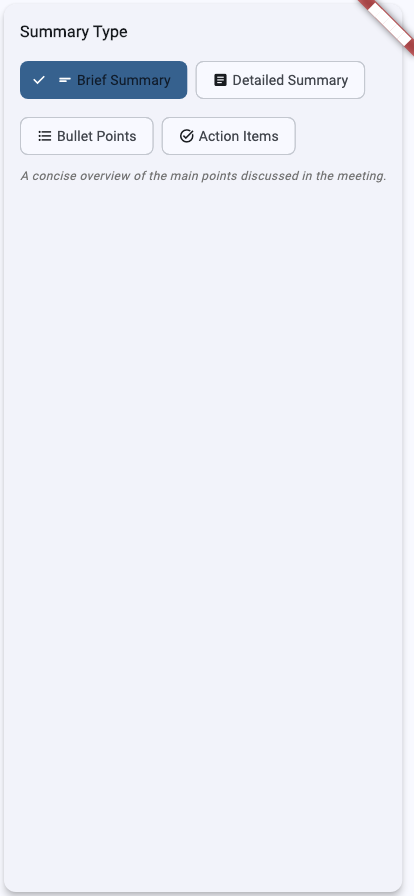 Summary Type
Brief Summary
Detailed Summary
Bullet Points
Action Items
A concise overview of the main points discussed in the meeting.